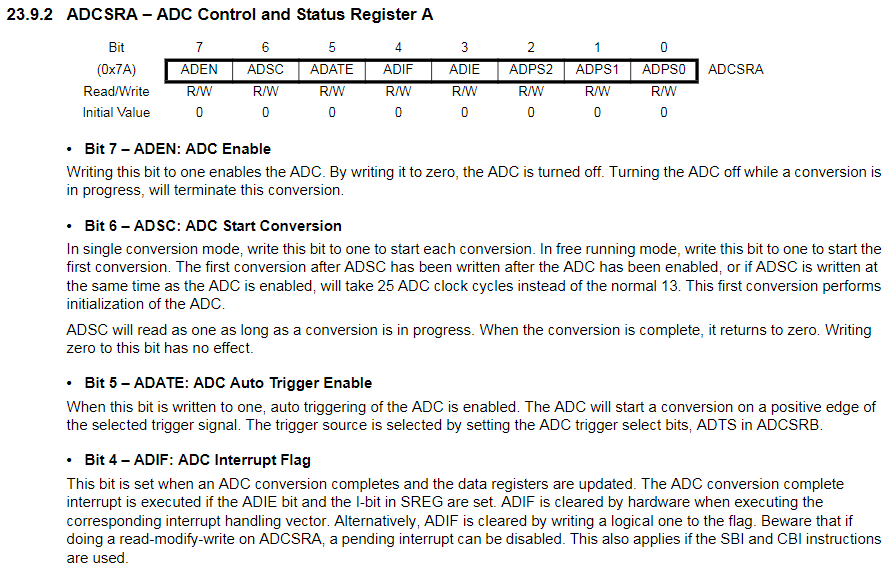 23.9.2 ADCSRA – ADC Control and Status Register A
Bit 7 6 5 4 3 2 1 0
(0x7A) ADEN ADSC ADATE ADIF ADIE ADPS2 ADPS1 ADPS0 ADCSRA
Read/Write R/W R/W R/W R/W R/W R/W R/W R/W
Initial Value 0 0 0 0 0 0 0 0
• Bit 7 – ADEN: ADC Enable
Writing this bit to one enables the ADC. By writing it to zero, the ADC is turned off. Turning the ADC off while a conversion is
in progress, will terminate this conversion.
• Bit 6 – ADSC: ADC Start Conversion
In single conversion mode, write this bit to one to start each conversion. In free running mode, write this bit to one to start the
first conversion. The first conversion after ADSC has been written after the ADC has been enabled, or if ADSC is written at
the same time as the ADC is enabled, will take 25 ADC clock cycles instead of the normal 13. This first conversion performs
initialization of the ADC.
ADSC will read as one as long as a conversion is in progress. When the conversion is complete, it returns to zero. Writing
zero to this bit has no effect.
• Bit 5 – ADATE: ADC Auto Trigger Enable
When this bit is written to one, auto triggering of the ADC is enabled. The ADC will start a conversion on a positive edge of
the selected trigger signal. The trigger source is selected by setting the ADC trigger select bits, ADTS in ADCSRB.
• Bit 4 – ADIF: ADC Interrupt Flag
This bit is set when an ADC conversion completes and the data registers are updated. The ADC conversion complete
interrupt is executed if the ADIE bit and the I-bit in SREG are set. ADIF is cleared by hardware when executing the
corresponding interrupt handling vector. Alternatively, ADIF is cleared by writing a logical one to the flag. Beware that if
doing a read-modify-write on ADCSRA, a pending interrupt can be disabled. This also applies if the SBI and CBI instructions
are used.